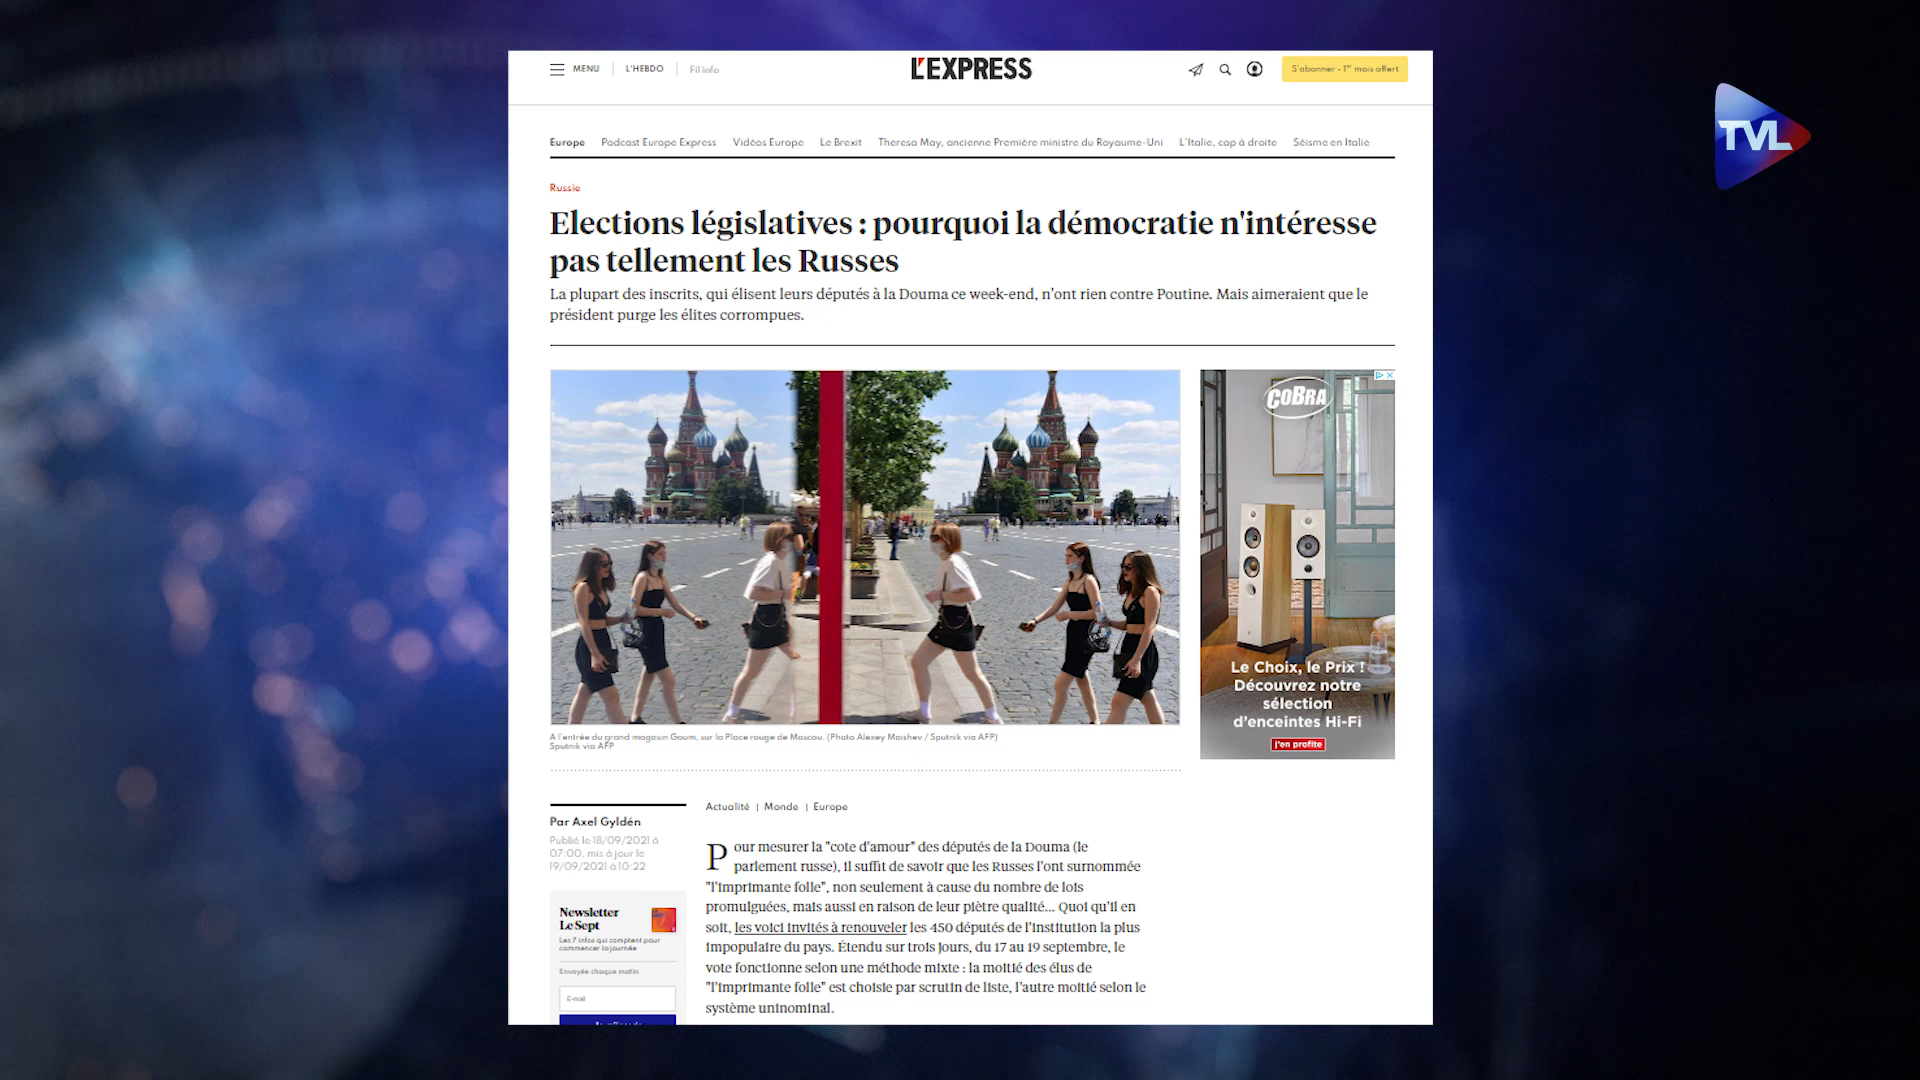 MENU
L'HEBDO
Fil info
L'EXPRESS
S'abonner - 1er mois offert
TVL
Europe
Podcast Europe Express
Vidéos Europe
Le Brexit
Theresa May, ancienne Première ministre du Royaume-Uni
L'Italie, cap à droite
Séisme en Italie
Russie
Elections législatives : pourquoi la démocratie n'intéresse
pas tellement les Russes
La plupart des inscrits, qui élisent leurs députés à la Douma ce week-end, n'ont rien contre Poutine. Mais aimeraient que le
président purge les élites corrompues.
COBRA
Le Choix, le Prix !
Découvrez notre
sélection
d'enceintes Hi-Fi
j'en profite
A l'entrée du grand magasin Goum, sur la Place rouge de Moscou. (Photo Alexey Maishev / Sputnik via AFP)
Sputnik via AFP
Par Axel Gyldén
Publié le 18/09/2021 à
07:00, mis à jour le
19/09/2021 à 10:22
Newsletter
Le Sept
Les 7 infos qui comptent pour
commencer la journée
Envoyée chaque matin
E-mail
Actualité | Monde | Europe
Pour mesurer la "cote d'amour" des députés de la Douma (le
parlement russe), il suffit de savoir que les Russes l'ont surnommée
"l'imprimante folle", non seulement à cause du nombre de lois
promulguées, mais aussi en raison de leur piètre qualité... Quoi qu'il en
soit, les voici invités à renouveler les 450 députés de l'institution la plus
impopulaire du pays. Étendu sur trois jours, du 17 au 19 septembre, le
vote fonctionne selon une méthode mixte : la moitié des élus de
"l'imprimante folle" est choisie par scrutin de liste, l'autre moitié selon le
système uninominal.